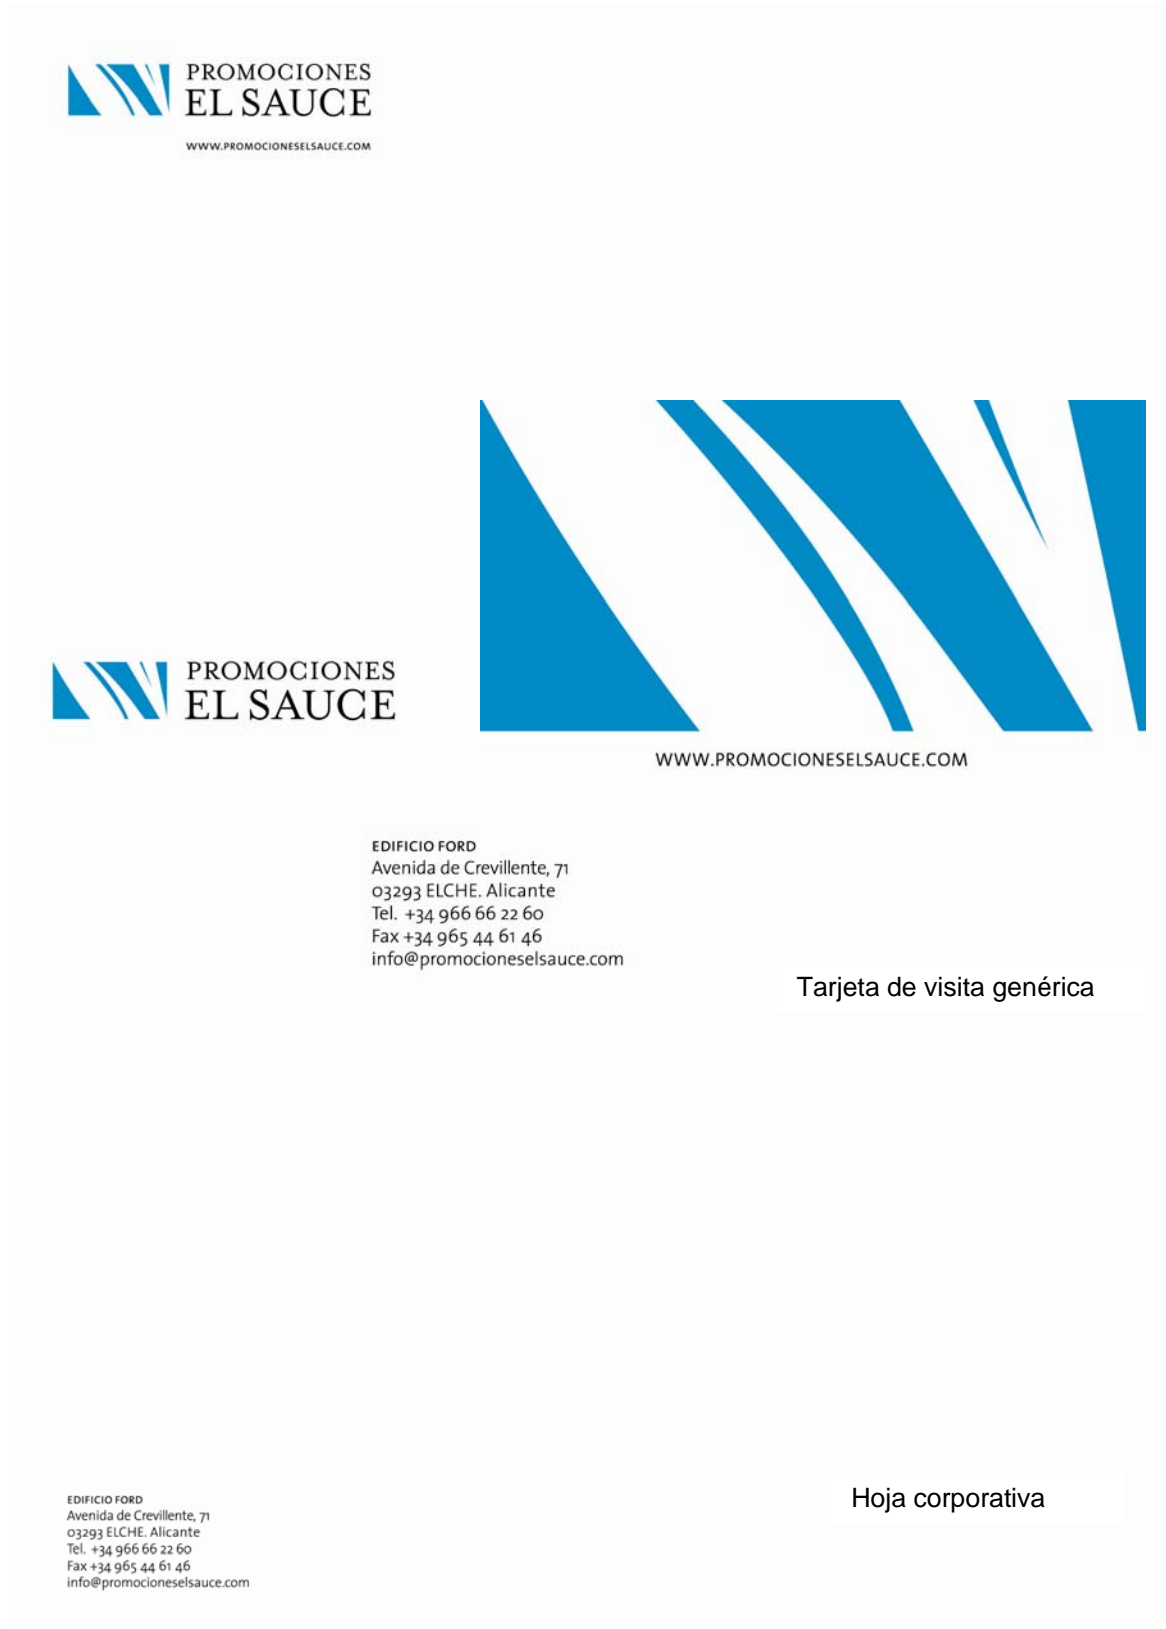 PROMOCIONES
EL SAUCE
WWW.PROMOCIONESELSAUCE.COM
PROMOCIONES
EL SAUCE
WWW.PROMOCIONESELSAUCE.COM
EDIFICIO FORD
Avenida de Crevillente, 71
03293 ELCHE. Alicante
Tel. +34 966 66 22 60
Fax +34 965 44 61 46
info@promocioneselsauce.com
Tarjeta de visita genérica
Hoja corporativa
EDIFICIO FORD
Avenida de Crevillente, 71
03293 ELCHE. Alicante
Tel. +34 966 66 22 60
Fax +34 965 44 61 46
info@promocioneselsauce.com